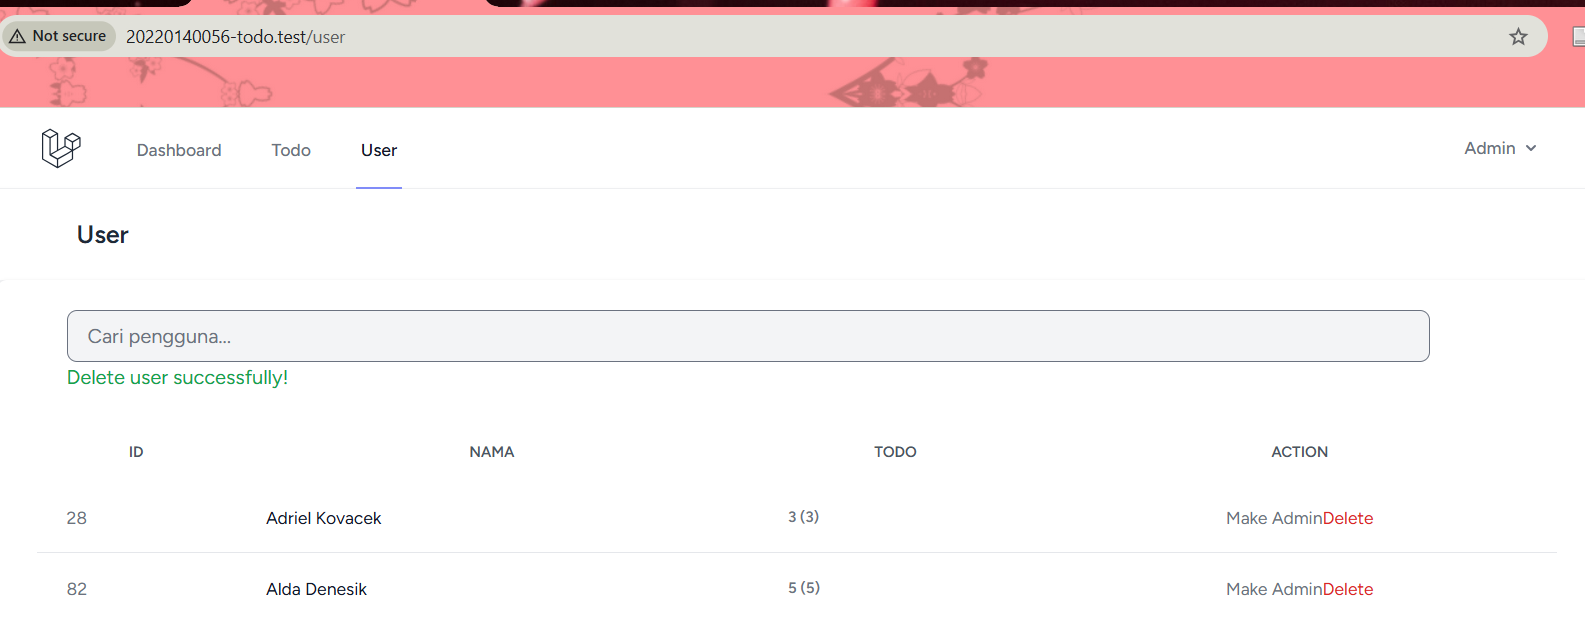 Not secure 20220140056-todo.test/user
Dashboard Todo User Admin
User
Cari pengguna...
Delete user successfully!
ID NAMA TODO ACTION
28 Adriel Kovacek 3 (3) Make AdminDelete
82 Alda Denesik 5 (5) Make AdminDelete